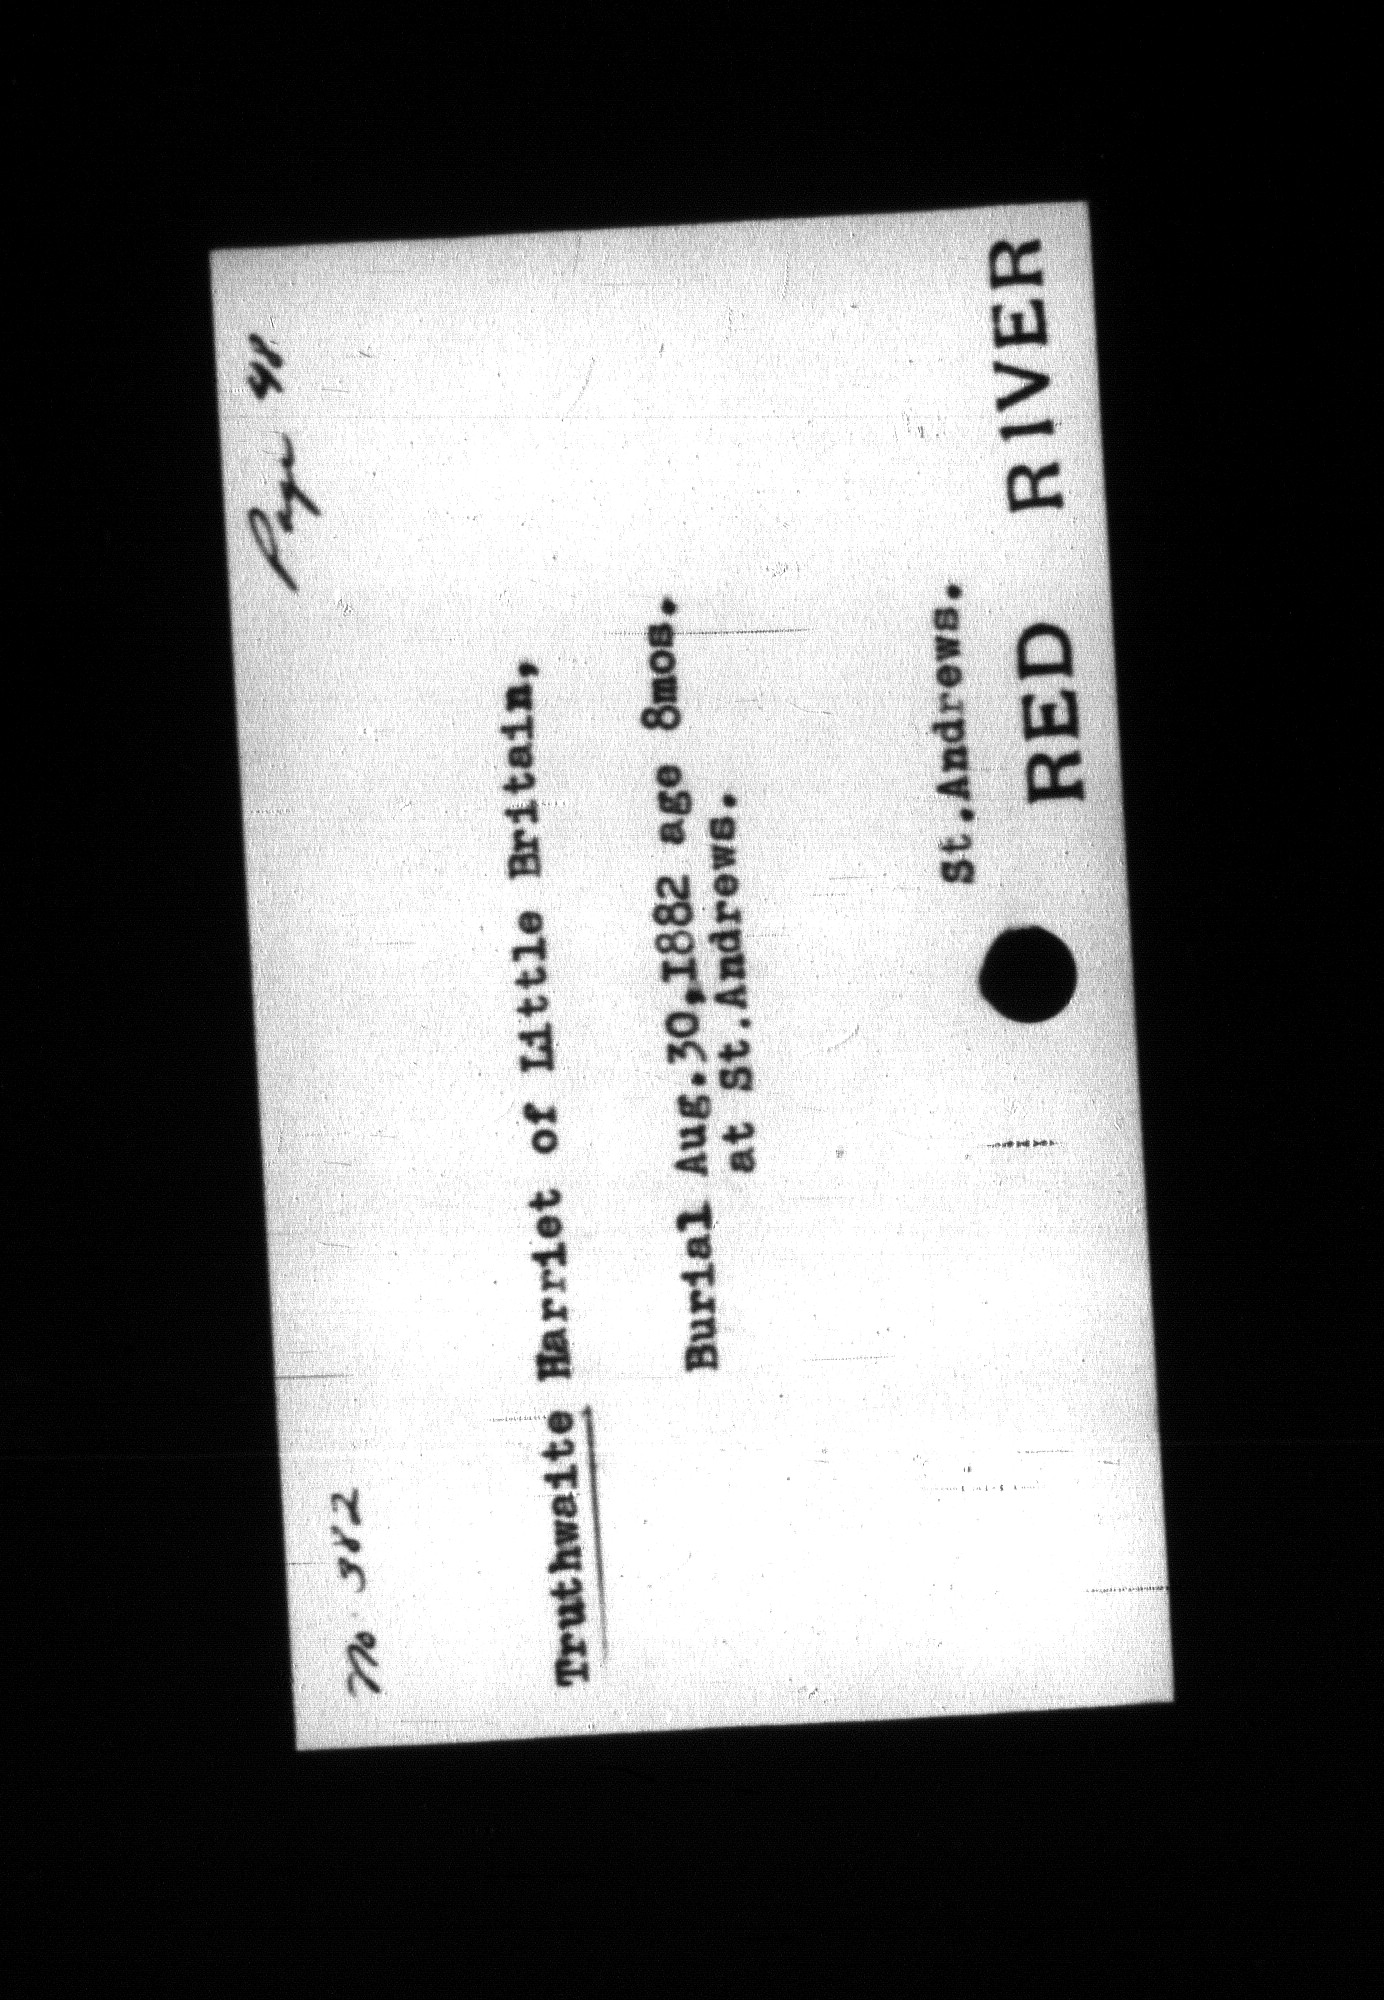 No 382
Page 48
Truthwaite Harriet of Little Britain,
Burial Aug.30,1882 age 8mos.
at St.Andrews.
St.Andrews.
RED RIVER